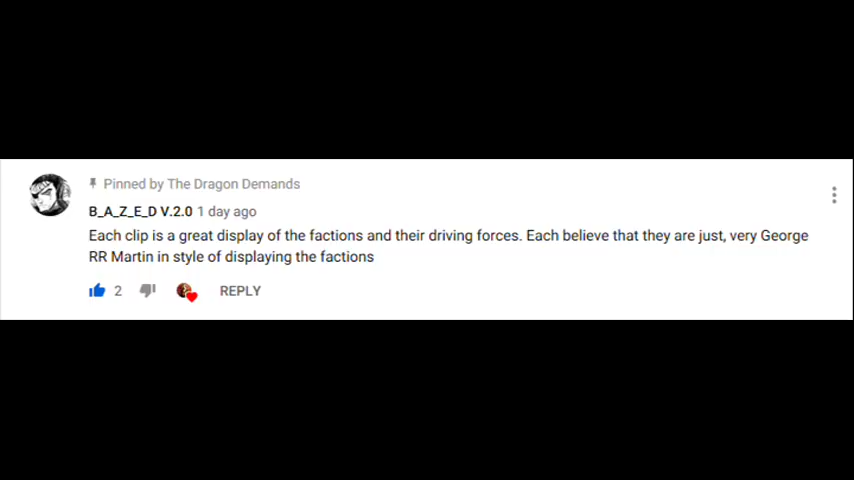 Pinned by The Dragon Demands
B_A_Z_E_D V.2.0 1 day ago
Each clip is a great display of the factions and their driving forces. Each believe that they are just, very George
RR Martin in style of displaying the factions
2 REPLY